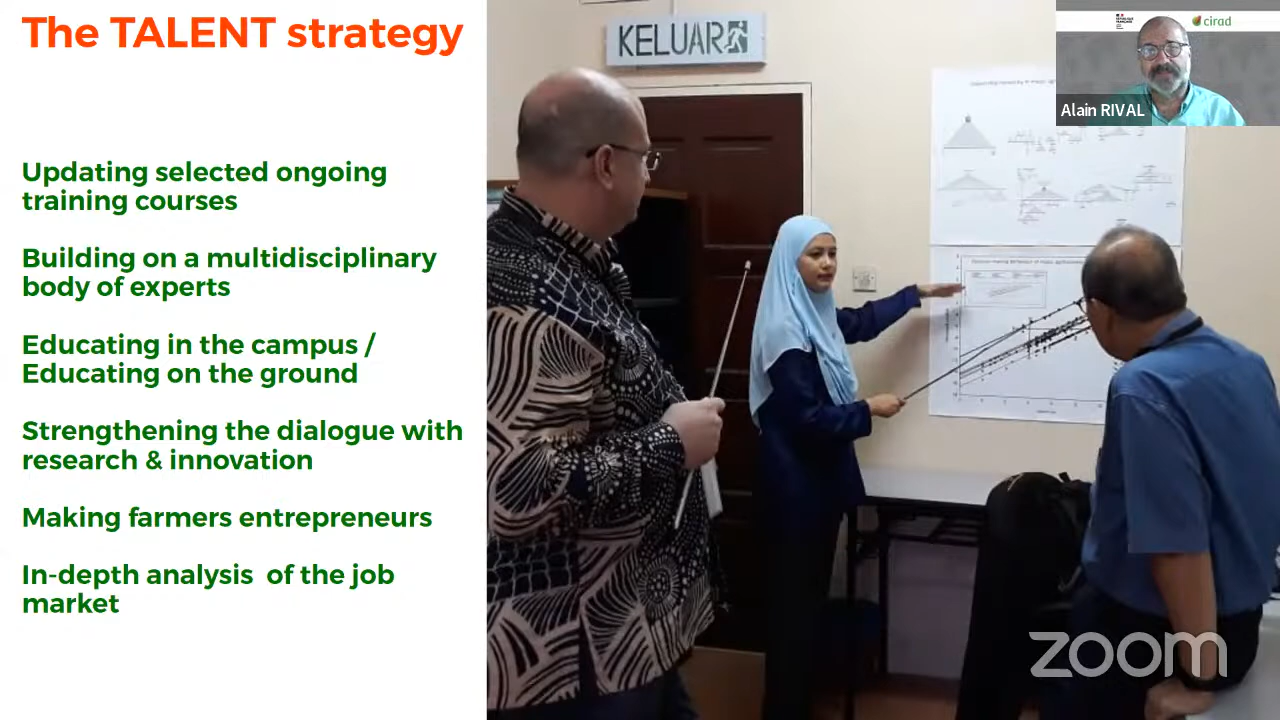 The TALENT strategy
Updating selected ongoing
training courses
Building on a multidisciplinary
body of experts
Educating in the campus /
Educating on the ground
Strengthening the dialogue with
research & innovation
Making farmers entrepreneurs
In-depth analysis of the job
market
KELUAR
cirad
Alain RIVAL
zoom